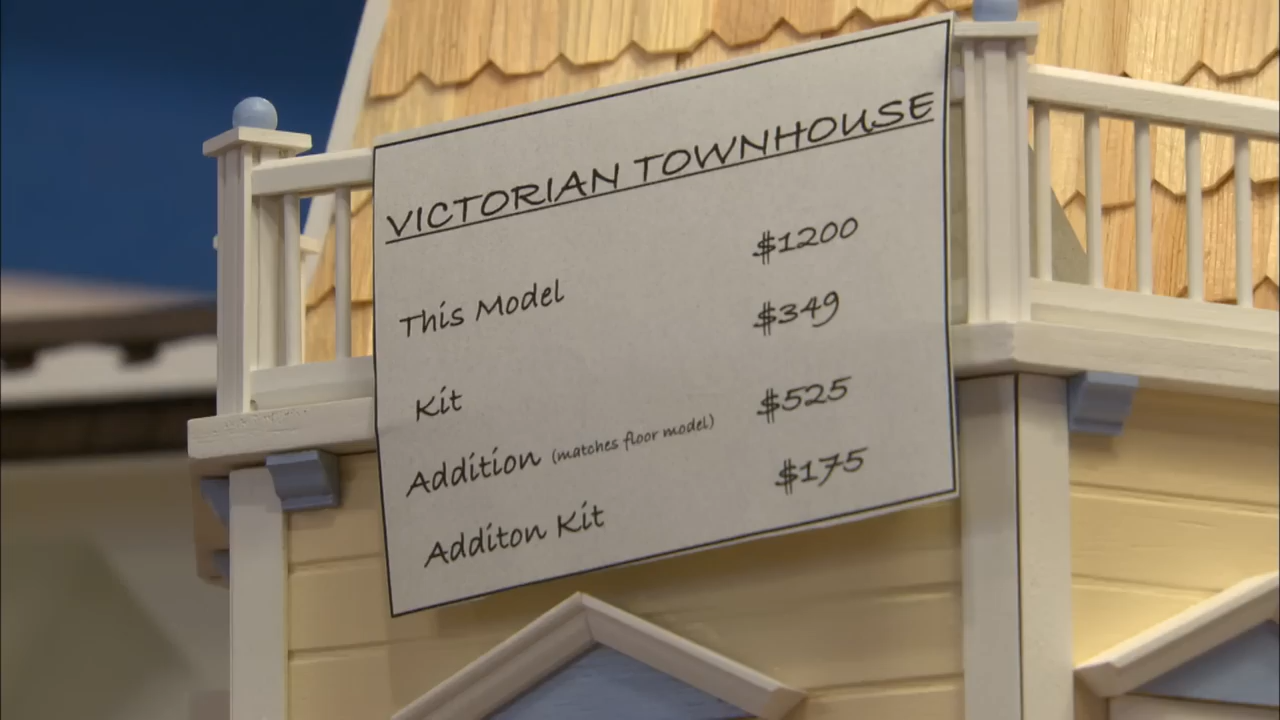 VICTORIAN TOWNHOUSE
This Model $1200
Kit $349
Addition (matches floor model) $525
Additon Kit $175